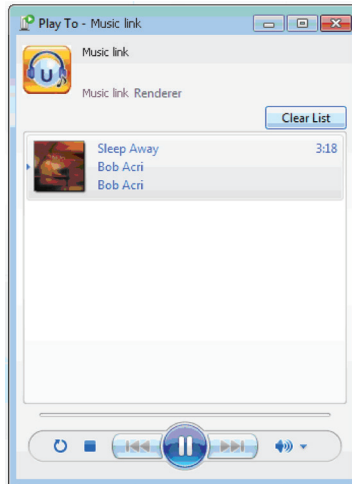 Play To - Music link
Music link
U
Music link Renderer
Clear List
Sleep Away 3:18
Bob Acri
Bob Acri